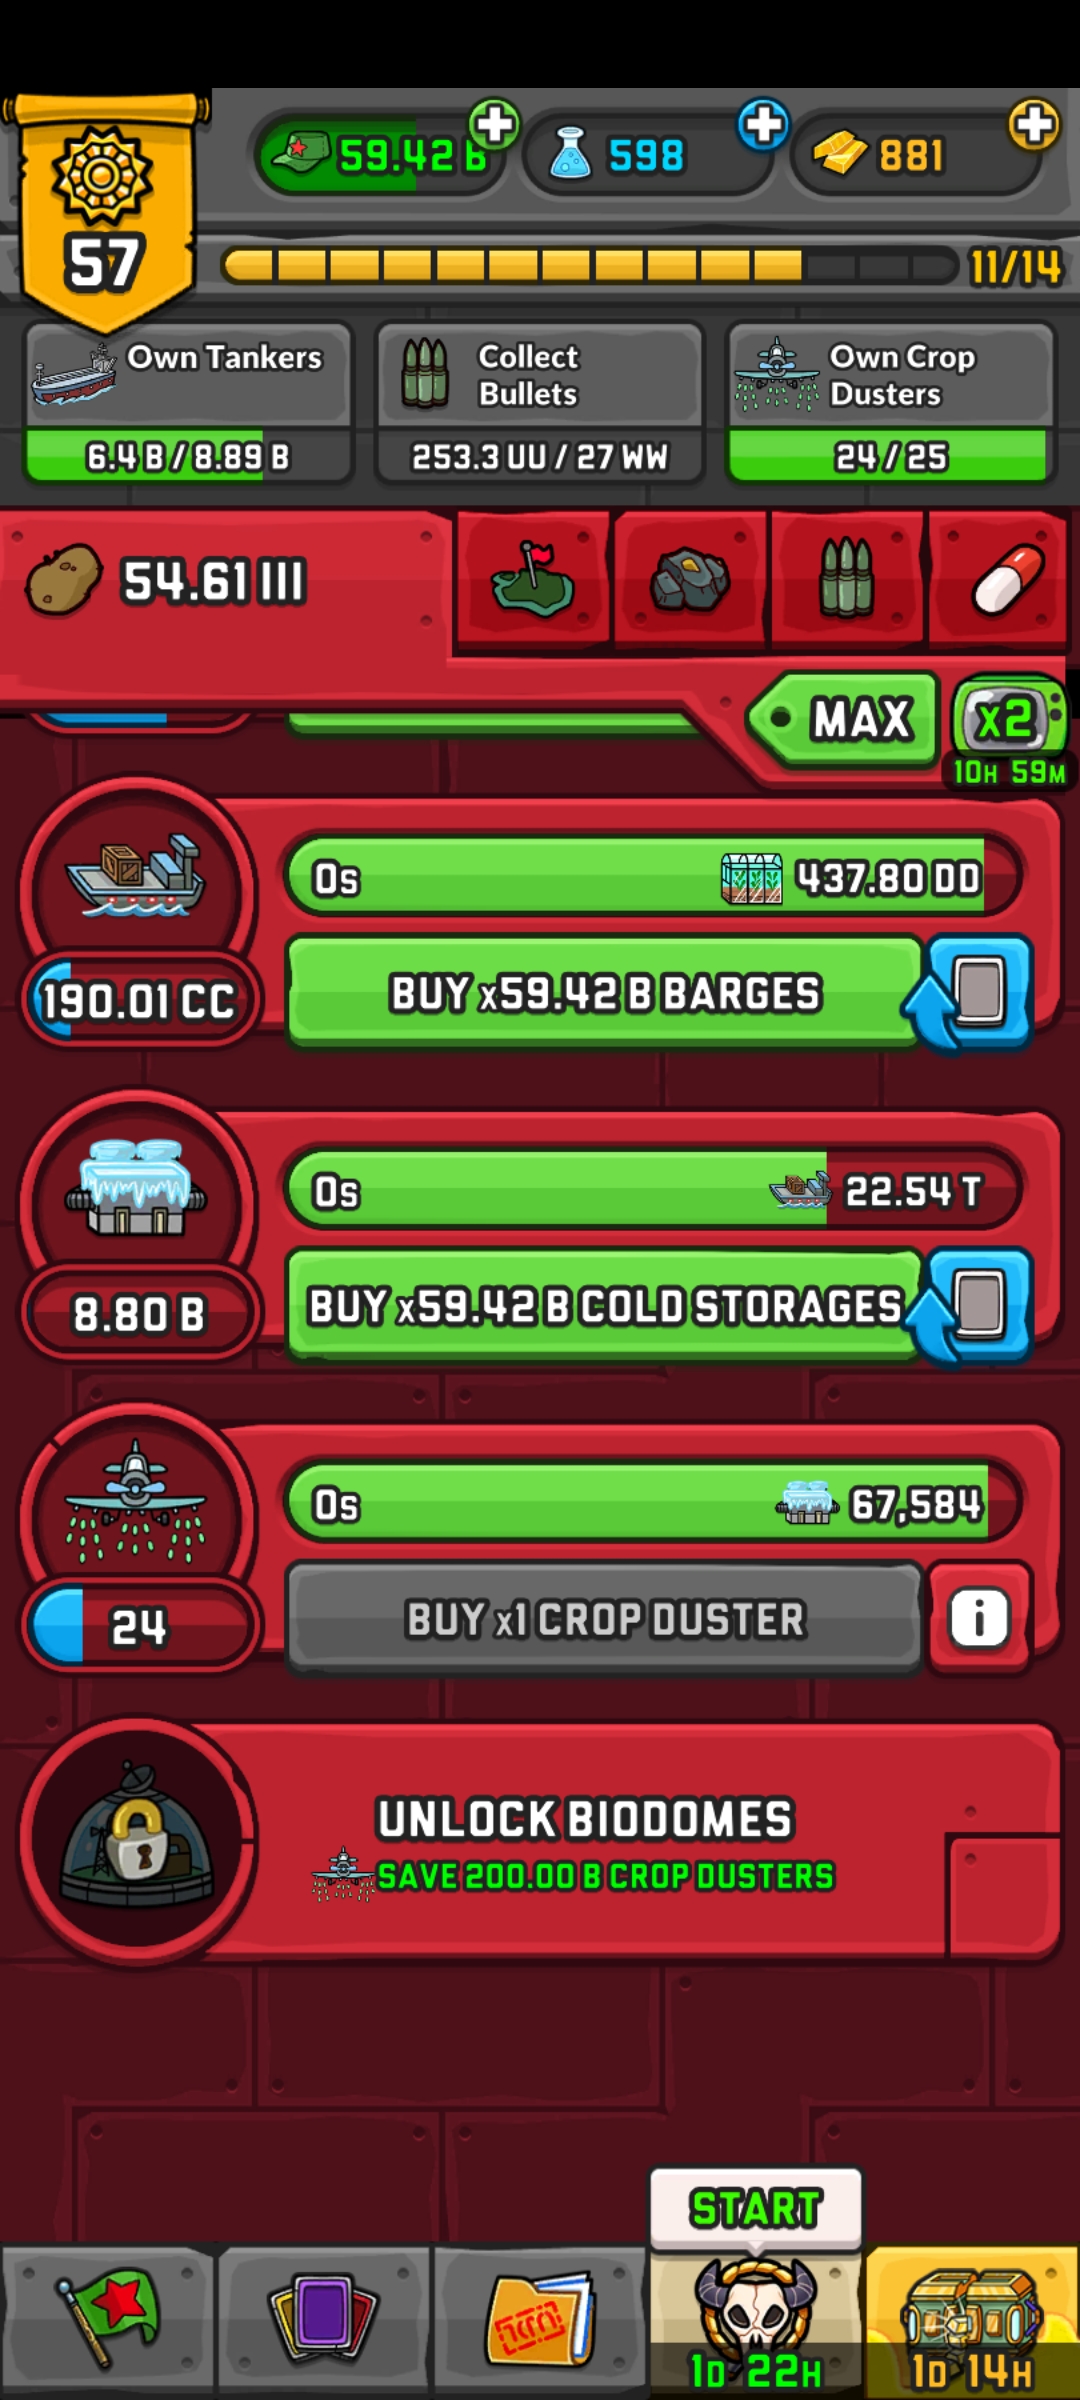 57
59.42 B
598
881
11/14
Own Tankers
6.4 B / 8.89 B
Collect
Bullets
253.3 UU / 27 WW
Own Crop
Dusters
24 / 25
54.61 III
MAX
x2
10H 59M
0s
437.80 DD
190.01 CC
BUY x59.42 B BARGES
0s
22.54 T
8.80 B
BUY x59.42 B COLD STORAGES
0s
67,584
24
BUY x1 CROP DUSTER
i
UNLOCK BIODOMES
SAVE 200.00 B CROP DUSTERS
START
1D 22H
1D 14H